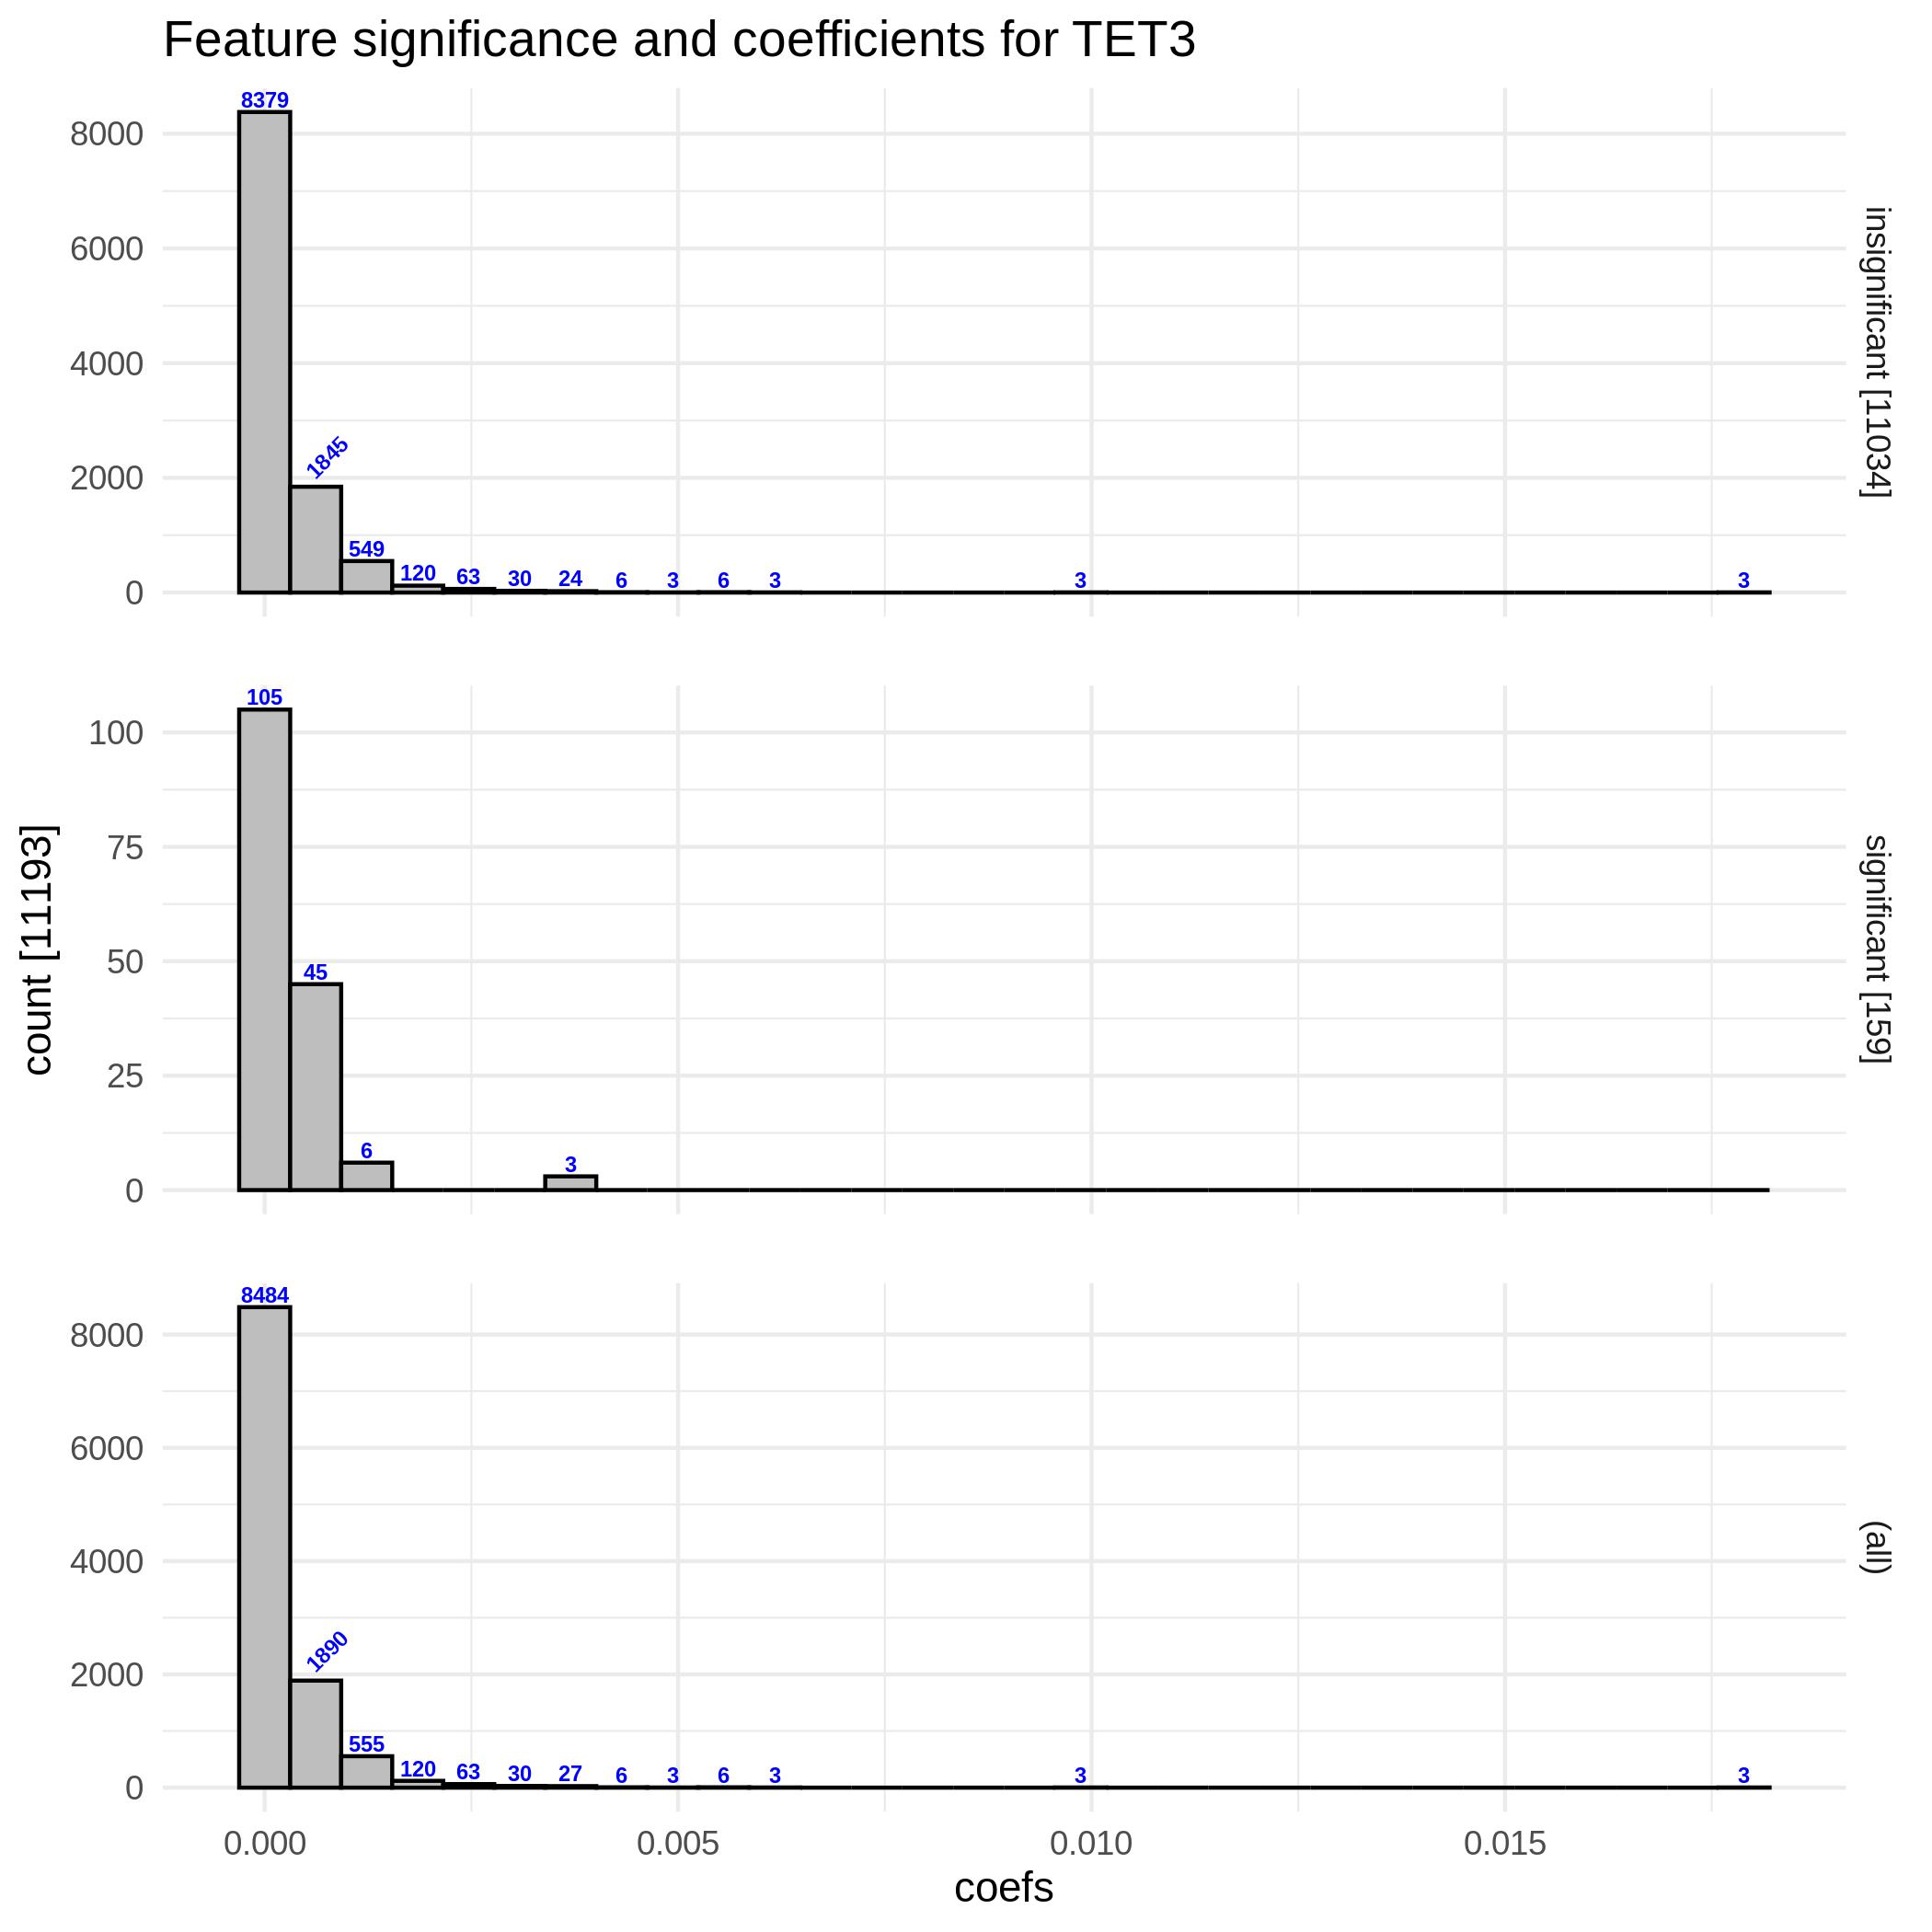 Feature significance and coefficients for TET3
8379
8000
6000
4000
2000
0
1845
549
120 63 30 24 6 3 6 3 3 3
insignificant [11034]
105
100
75
50
25
0
45
6
3
significant [159]
count [11193]
8484
8000
6000
4000
2000
0
1890
555
120 63 30 27 6 3 6 3 3 3
(all)
0.000 0.005 0.010 0.015
coefs